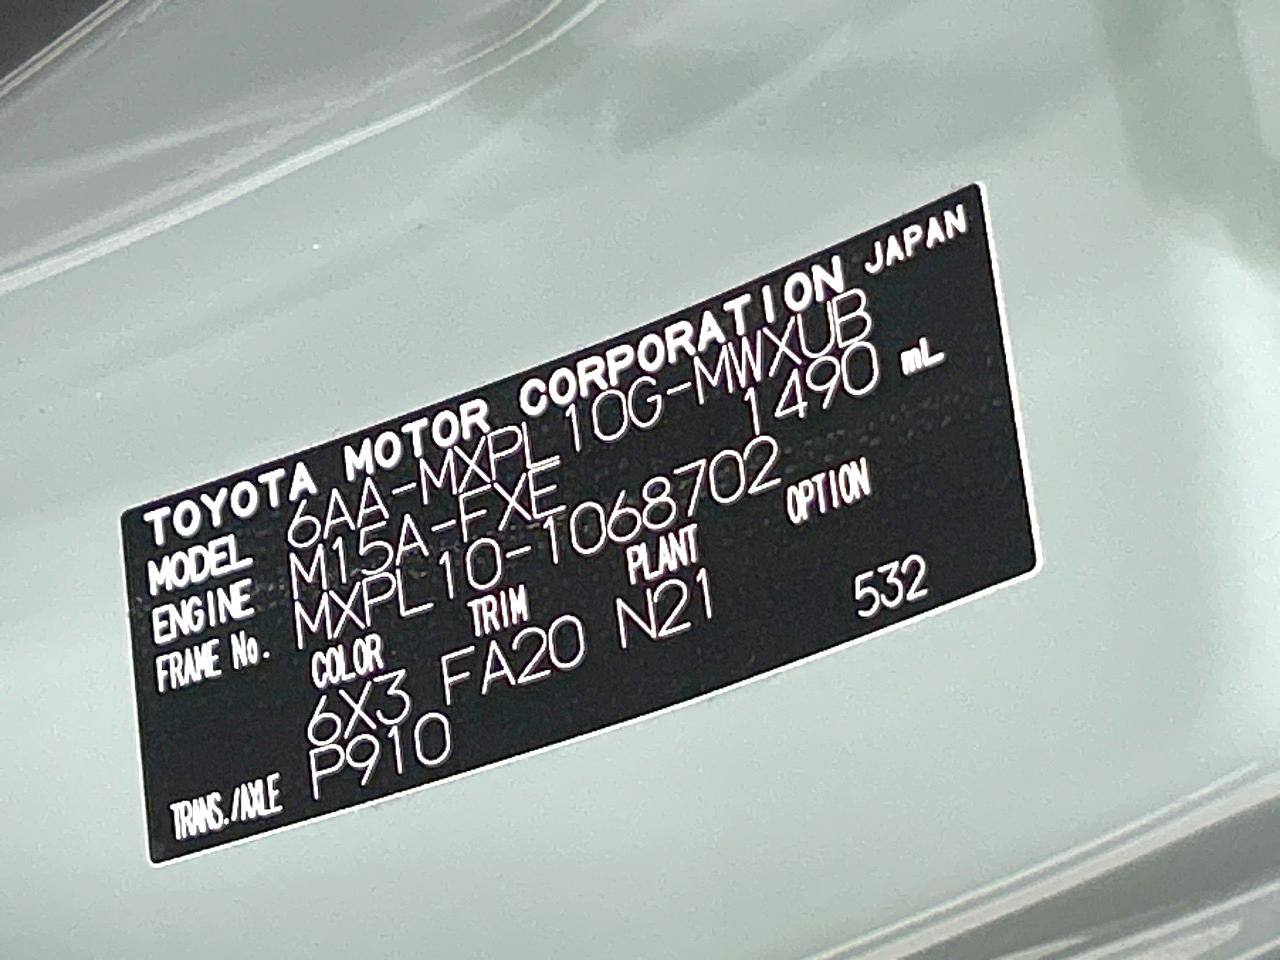 TOYOTA MOTOR CORPORATION JAPAN
MODEL 6AA-MXPL10G-MWXUB
ENGINE M15A-FXE 1490 mL
FRAME No. MXPL10-1068702
COLOR TRIM PLANT OPTION
6X3 FA20 N21 532
TRANS./AXLE P910